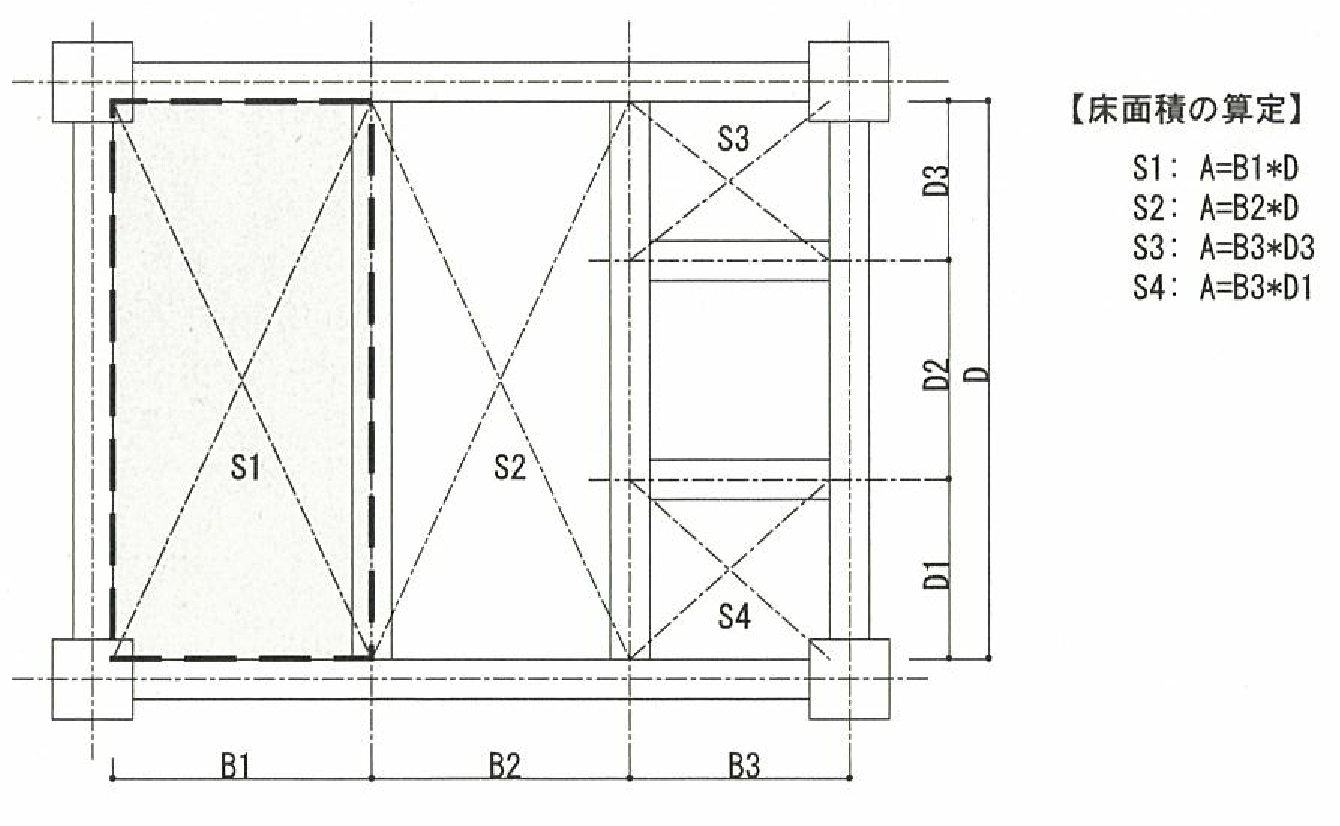 【床面積の算定】
S1: A=B1*D
S2: A=B2*D
S3: A=B3*D3
S4: A=B3*D1
S3
D3
D2
D
S1
S2
D1
S4
B1
B2
B3